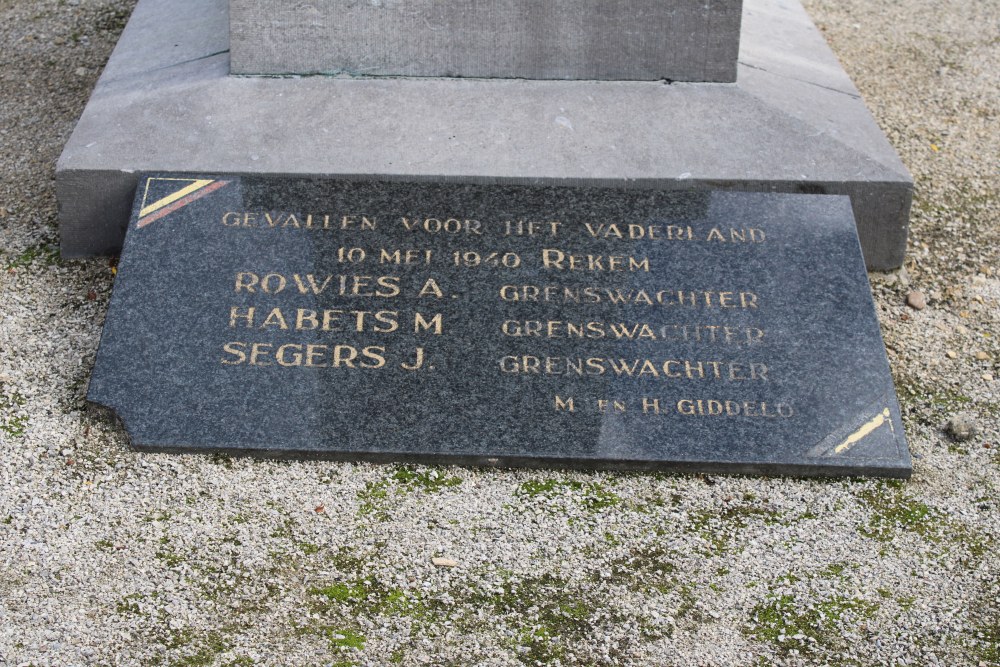 GEVALLEN VOOR HET VADERLAND
10 MEI 1940 REKEM
ROWIES A. GRENSWACHTER
HABETS M GRENSWACHTER
SEGERS J. GRENSWACHTER
M EN H. GIDDELO